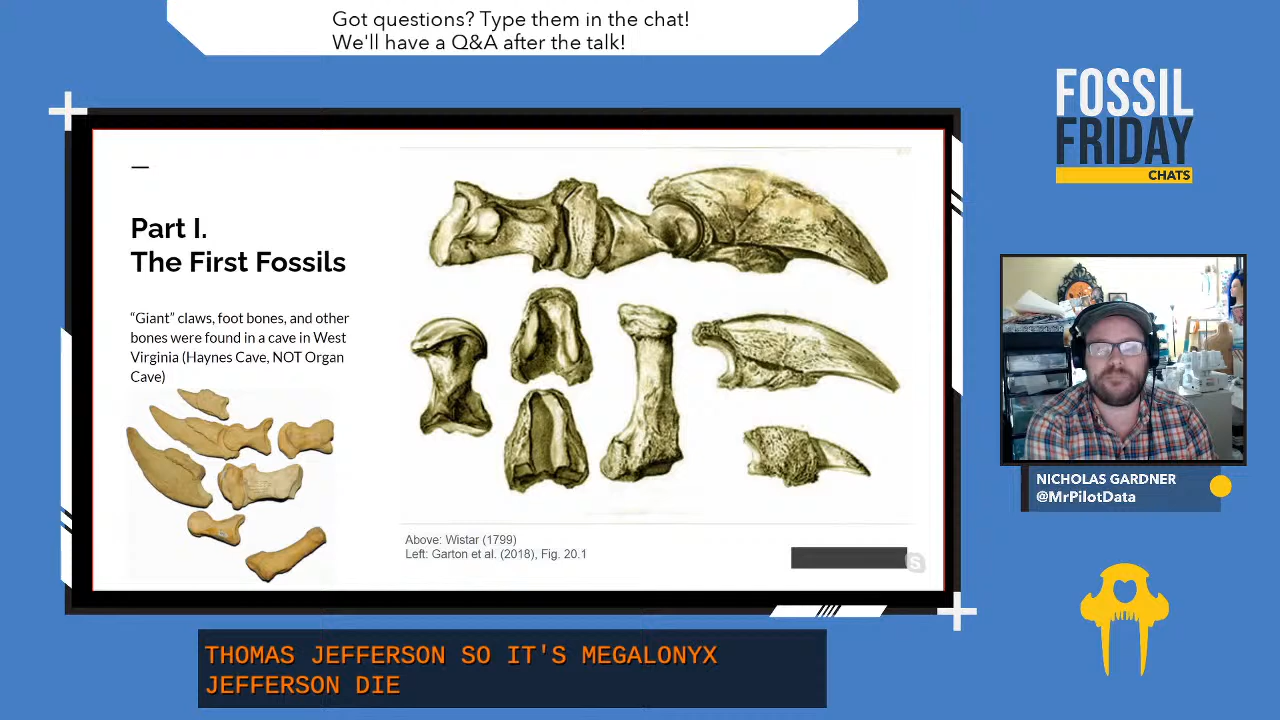 Got questions? Type them in the chat!
We'll have a Q&A after the talk!
FOSSIL
FRIDAY
CHATS
Part I.
The First Fossils
“Giant” claws, foot bones, and other
bones were found in a cave in West
Virginia (Haynes Cave, NOT Organ
Cave)
Above: Wistar (1799)
Left: Garton et al. (2018), Fig. 20.1
NICHOLAS GARDNER
@MrPilotData
THOMAS JEFFERSON SO IT'S MEGALONYX
JEFFERSON DIE